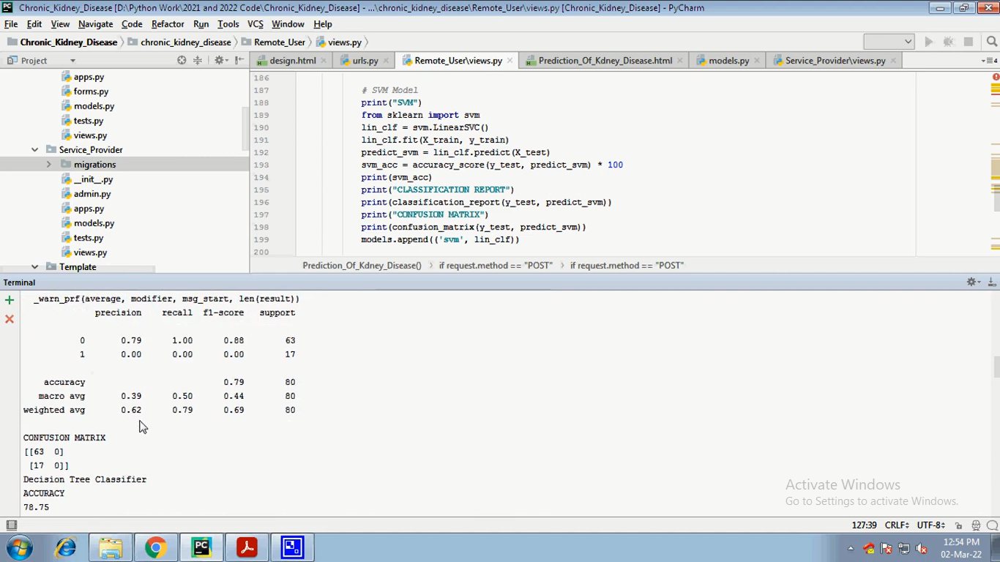 Chronic_Kidney_Disease [D:\Python Work\2021 and 2022 Code\Chronic_Kidney_Disease] - ...\chronic_kidney_disease\Remote_User\views.py [Chronic_Kidney_Disease] - PyCharm
File Edit View Navigate Code Refactor Run Tools VCS Window Help
Chronic_Kidney_Disease chronic_kidney_disease Remote_User views.py
Project design.html urls.py Remote_User\views.py Prediction_Of_Kdney_Disease.html models.py Service_Provider\views.py
apps.py
forms.py
models.py
tests.py
views.py
Service_Provider
migrations
__init__.py
admin.py
apps.py
models.py
tests.py
views.py
Template
186
187 # SVM Model
188 print("SVM")
189 from sklearn import svm
190 lin_clf = svm.LinearSVC()
191 lin_clf.fit(X_train, y_train)
192 predict_svm = lin_clf.predict(X_test)
193 svm_acc = accuracy_score(y_test, predict_svm) * 100
194 print(svm_acc)
195 print("CLASSIFICATION REPORT")
196 print(classification_report(y_test, predict_svm))
197 print("CONFUSION MATRIX")
198 print(confusion_matrix(y_test, predict_svm))
199 models.append(('svm', lin_clf))
200
Prediction_Of_Kdney_Disease() if request.method == "POST" if request.method == "POST"
Terminal
_warn_prf(average, modifier, msg_start, len(result))
precision recall f1-score support
0 0.79 1.00 0.88 63
1 0.00 0.00 0.00 17
accuracy 0.79 80
macro avg 0.39 0.50 0.44 80
weighted avg 0.62 0.79 0.69 80
CONFUSION MATRIX
[[63 0]
[17 0]]
Decision Tree Classifier
ACCURACY
78.75
Activate Windows
Go to Settings to activate Windows.
127:39 CRLF UTF-8
12:54 PM
02-Mar-22